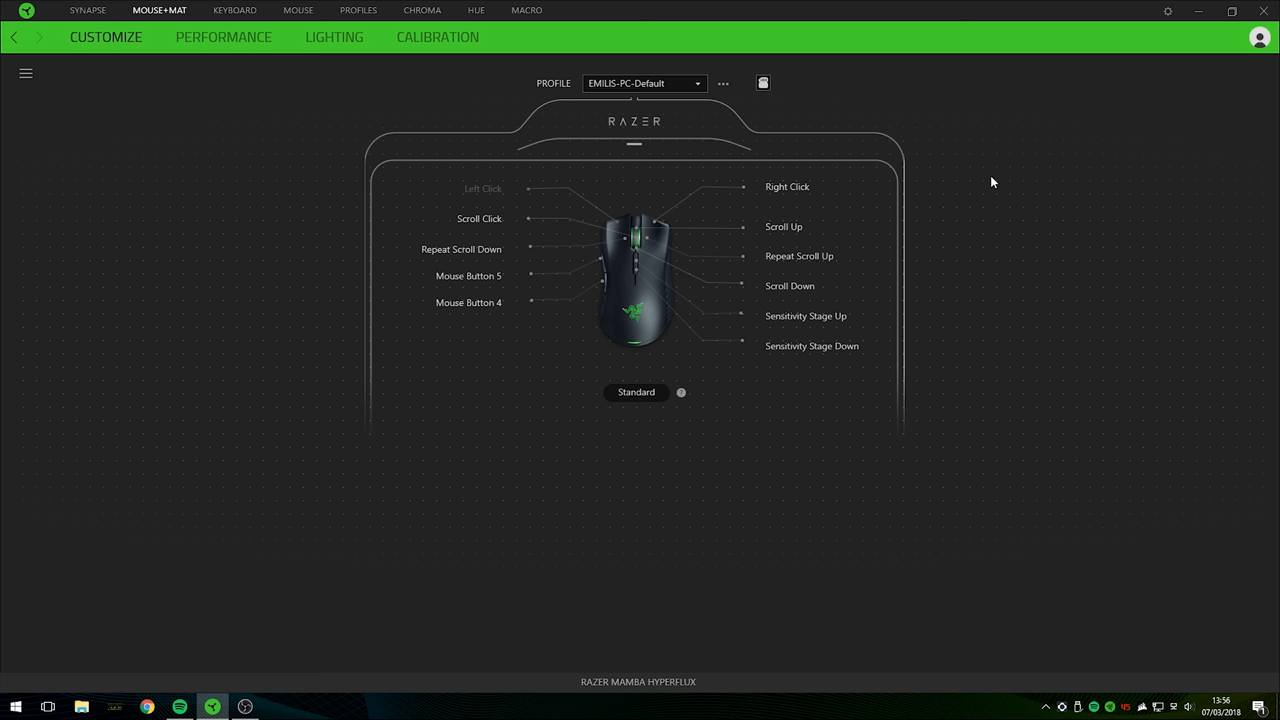 SYNAPSE MOUSE+MAT KEYBOARD MOUSE PROFILES CHROMA HUE MACRO
CUSTOMIZE PERFORMANCE LIGHTING CALIBRATION
PROFILE EMILIS-PC-Default
RAZER
Left Click
Scroll Click
Repeat Scroll Down
Mouse Button 5
Mouse Button 4
Right Click
Scroll Up
Repeat Scroll Up
Scroll Down
Sensitivity Stage Up
Sensitivity Stage Down
Standard ?
RAZER MAMBA HYPERFLUX
45
13:56
07/03/2018
1